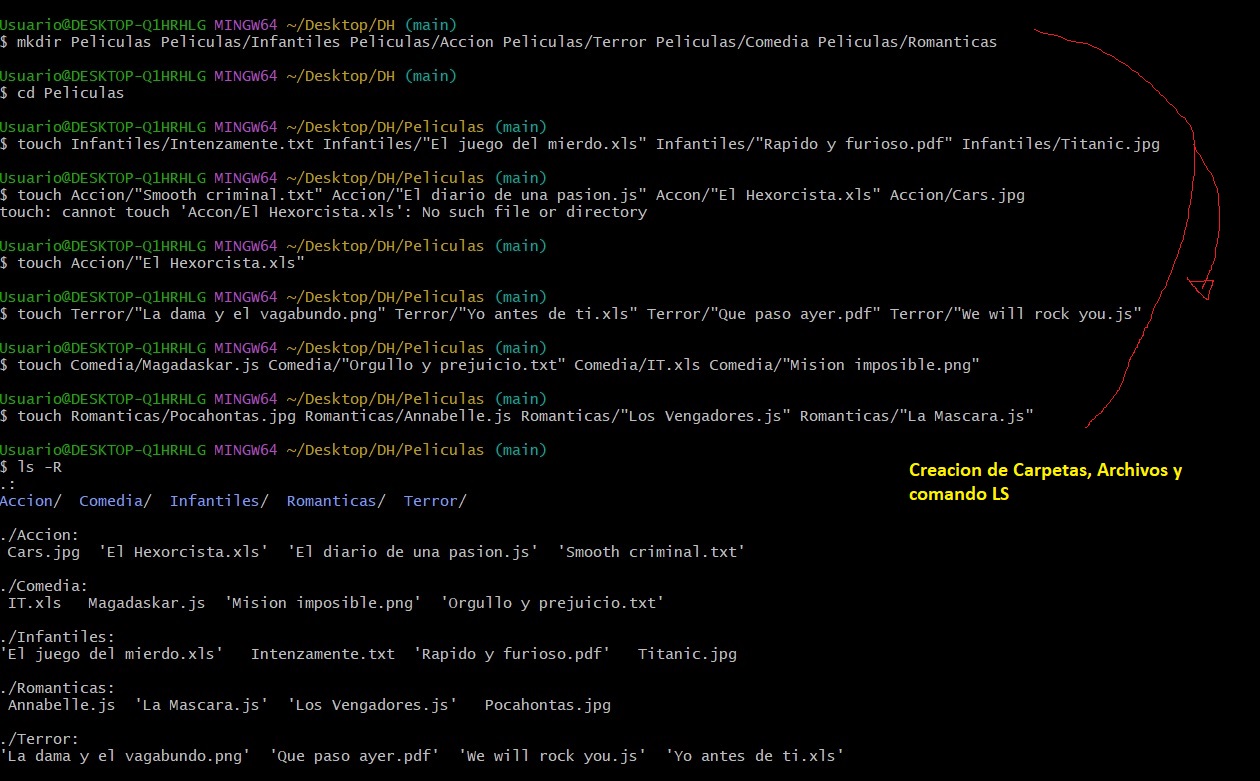 Usuario@DESKTOP-Q1HRHLG MINGW64 ~/Desktop/DH (main)
$ mkdir Peliculas Peliculas/Infantiles Peliculas/Accion Peliculas/Terror Peliculas/Comedia Peliculas/Romanticas
Usuario@DESKTOP-Q1HRHLG MINGW64 ~/Desktop/DH (main)
$ cd Peliculas
Usuario@DESKTOP-Q1HRHLG MINGW64 ~/Desktop/DH/Peliculas (main)
$ touch Infantiles/Intenzamente.txt Infantiles/"El juego del mierdo.xls" Infantiles/"Rapido y furioso.pdf" Infantiles/Titanic.jpg
Usuario@DESKTOP-Q1HRHLG MINGW64 ~/Desktop/DH/Peliculas (main)
$ touch Accion/"Smooth criminal.txt" Accion/"El diario de una pasion.js" Accon/"El Hexorcista.xls" Accion/Cars.jpg
touch: cannot touch 'Accon/El Hexorcista.xls': No such file or directory
Usuario@DESKTOP-Q1HRHLG MINGW64 ~/Desktop/DH/Peliculas (main)
$ touch Accion/"El Hexorcista.xls"
Usuario@DESKTOP-Q1HRHLG MINGW64 ~/Desktop/DH/Peliculas (main)
$ touch Terror/"La dama y el vagabundo.png" Terror/"Yo antes de ti.xls" Terror/"Que paso ayer.pdf" Terror/"We will rock you.js"
Usuario@DESKTOP-Q1HRHLG MINGW64 ~/Desktop/DH/Peliculas (main)
$ touch Comedia/Magadaskar.js Comedia/"Orgullo y prejuicio.txt" Comedia/IT.xls Comedia/"Mision imposible.png"
Usuario@DESKTOP-Q1HRHLG MINGW64 ~/Desktop/DH/Peliculas (main)
$ touch Romanticas/Pocahontas.jpg Romanticas/Annabelle.js Romanticas/"Los Vengadores.js" Romanticas/"La Mascara.js"
Usuario@DESKTOP-Q1HRHLG MINGW64 ~/Desktop/DH/Peliculas (main)
$ ls -R
.:
Accion/  Comedia/  Infantiles/  Romanticas/  Terror/
./Accion:
Cars.jpg  'El Hexorcista.xls'  'El diario de una pasion.js'  'Smooth criminal.txt'
./Comedia:
IT.xls   Magadaskar.js  'Mision imposible.png'  'Orgullo y prejuicio.txt'
./Infantiles:
'El juego del mierdo.xls'   Intenzamente.txt  'Rapido y furioso.pdf'   Titanic.jpg
./Romanticas:
Annabelle.js  'La Mascara.js'  'Los Vengadores.js'   Pocahontas.jpg
./Terror:
'La dama y el vagabundo.png'  'Que paso ayer.pdf'  'We will rock you.js'  'Yo antes de ti.xls'
Creacion de Carpetas, Archivos y
comando LS